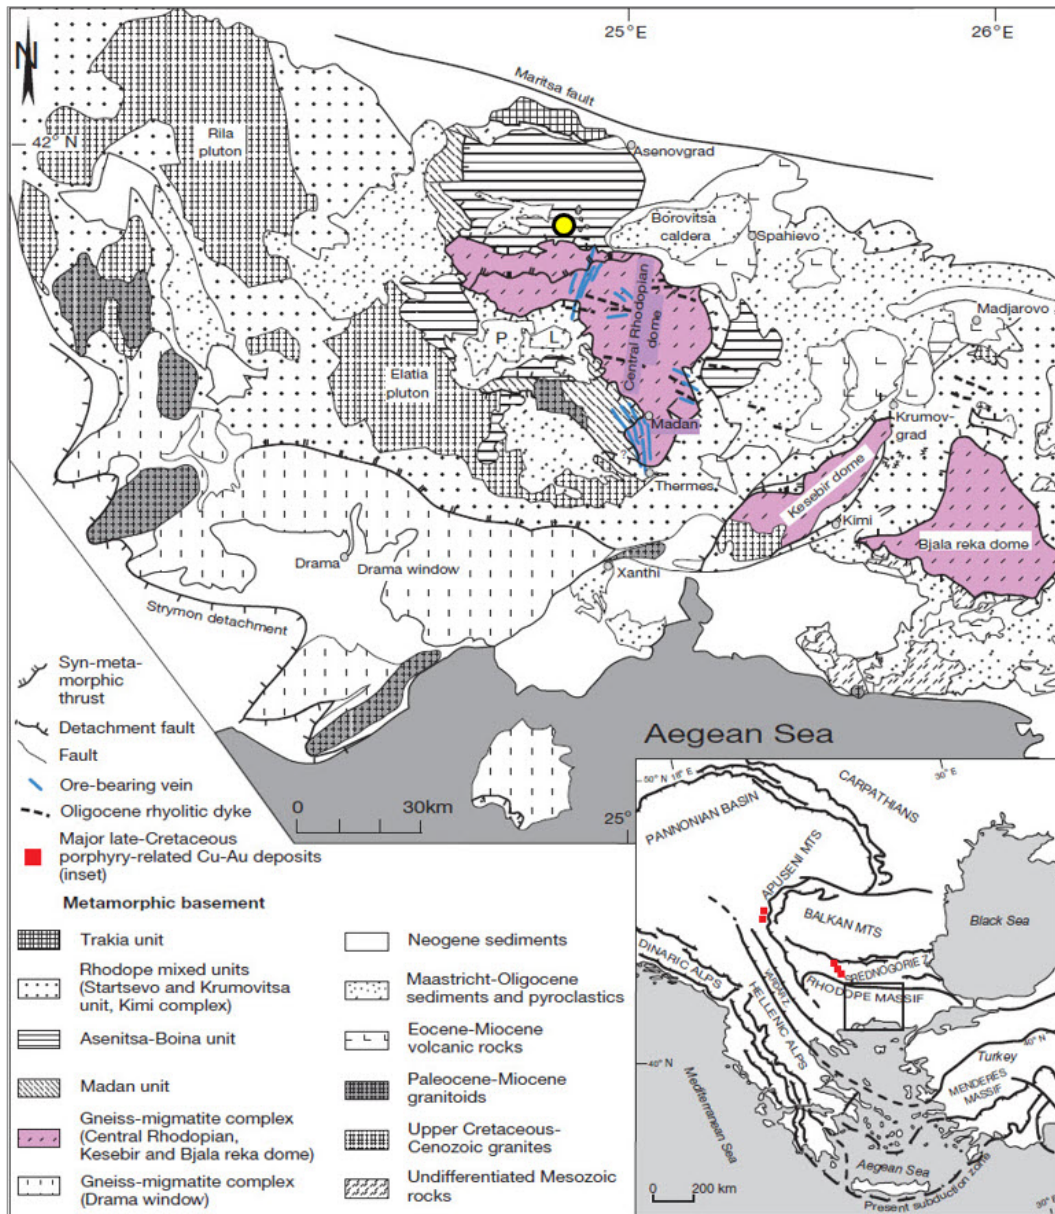 25°E
26°E
N
Maritsa fault
42° N
Rila
pluton
Asenovgrad
Borovitsa
caldera
Spahievo
Central Rhodopian
dome
Madjarovo
P
L
Elatia
pluton
Madan
Krumov-
grad
Thermes
Kesebir dome
Kimi
Bjala reka dome
Drama
Drama window
Xanthi
Strymon detachment
Syn-meta-
morphic
thrust
Detachment fault
Fault
Ore-bearing vein
Oligocene rhyolitic dyke
Major late-Cretaceous
porphyry-related Cu-Au deposits
(inset)
0 30km
25°
Aegean Sea
Metamorphic basement
Trakia unit
Rhodope mixed units
(Startsevo and Krumovitsa
unit, Kimi complex)
Asenitsa-Boina unit
Madan unit
Gneiss-migmatite complex
(Central Rhodopian,
Kesebir and Bjala reka dome)
Gneiss-migmatite complex
(Drama window)
Neogene sediments
Maastricht-Oligocene
sediments and pyroclastics
Eocene-Miocene
volcanic rocks
Paleocene-Miocene
granitoids
Upper Cretaceous-
Cenozoic granites
Undifferentiated Mesozoic
rocks
50° N 18° E
30° E
CARPATHIANS
PANNONIAN BASIN
APUSENI MTS
BALKAN MTS
Black Sea
SREDNOGORIE Z
RHODOPE MASSIF
DINARIC ALPS
VARDAR Z
HELLENIC ALPS
40° N
40° N
Turkey
MENDERES
MASSIF
Mediterranean Sea
Aegean Sea
Present subduction zone
0 200 km
30° E